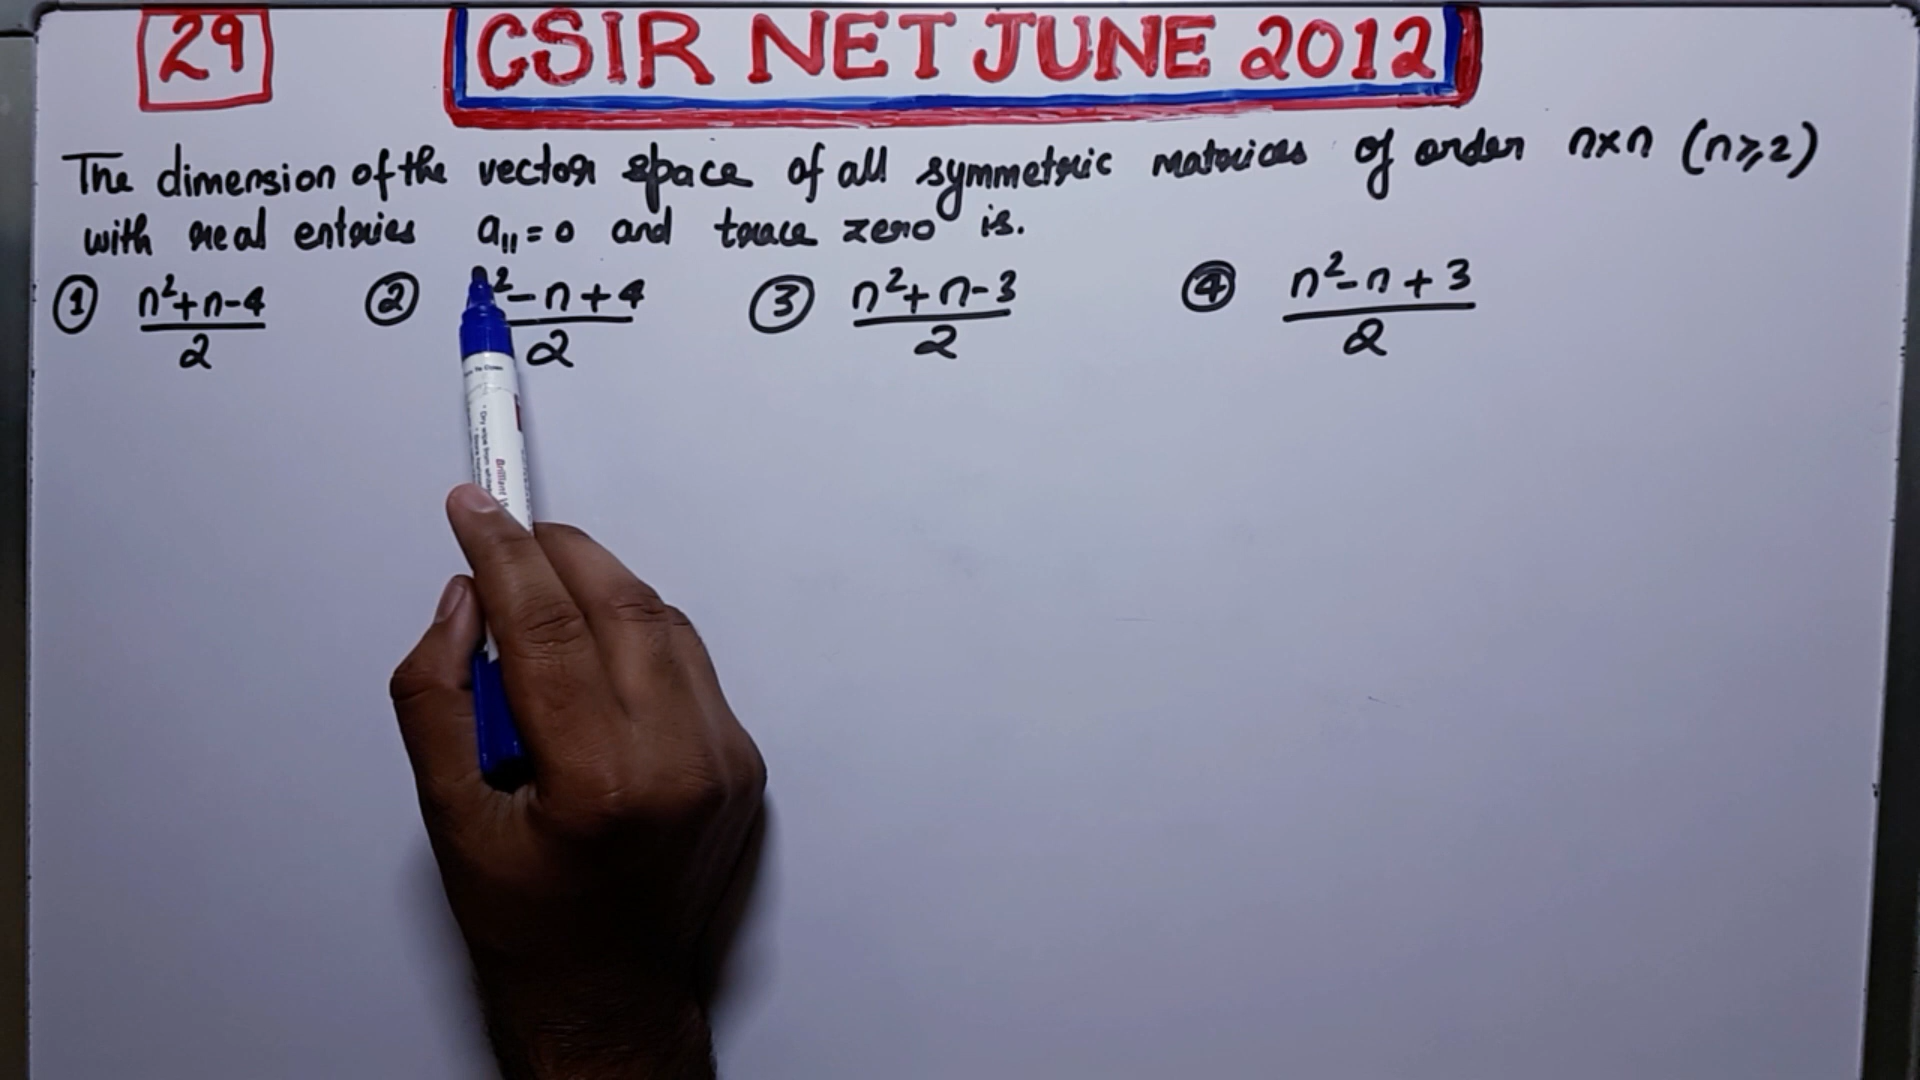 29 CSIR NET JUNE 2012
The dimension of the vector space of all symmetric matrices of order n×n (n≥2)
with real entries a₁₁=0 and trace zero is.
① n²+n-4/2 ② ²-n+4/2 ③ n²+n-3/2 ④ n²-n+3/2
Brilliant